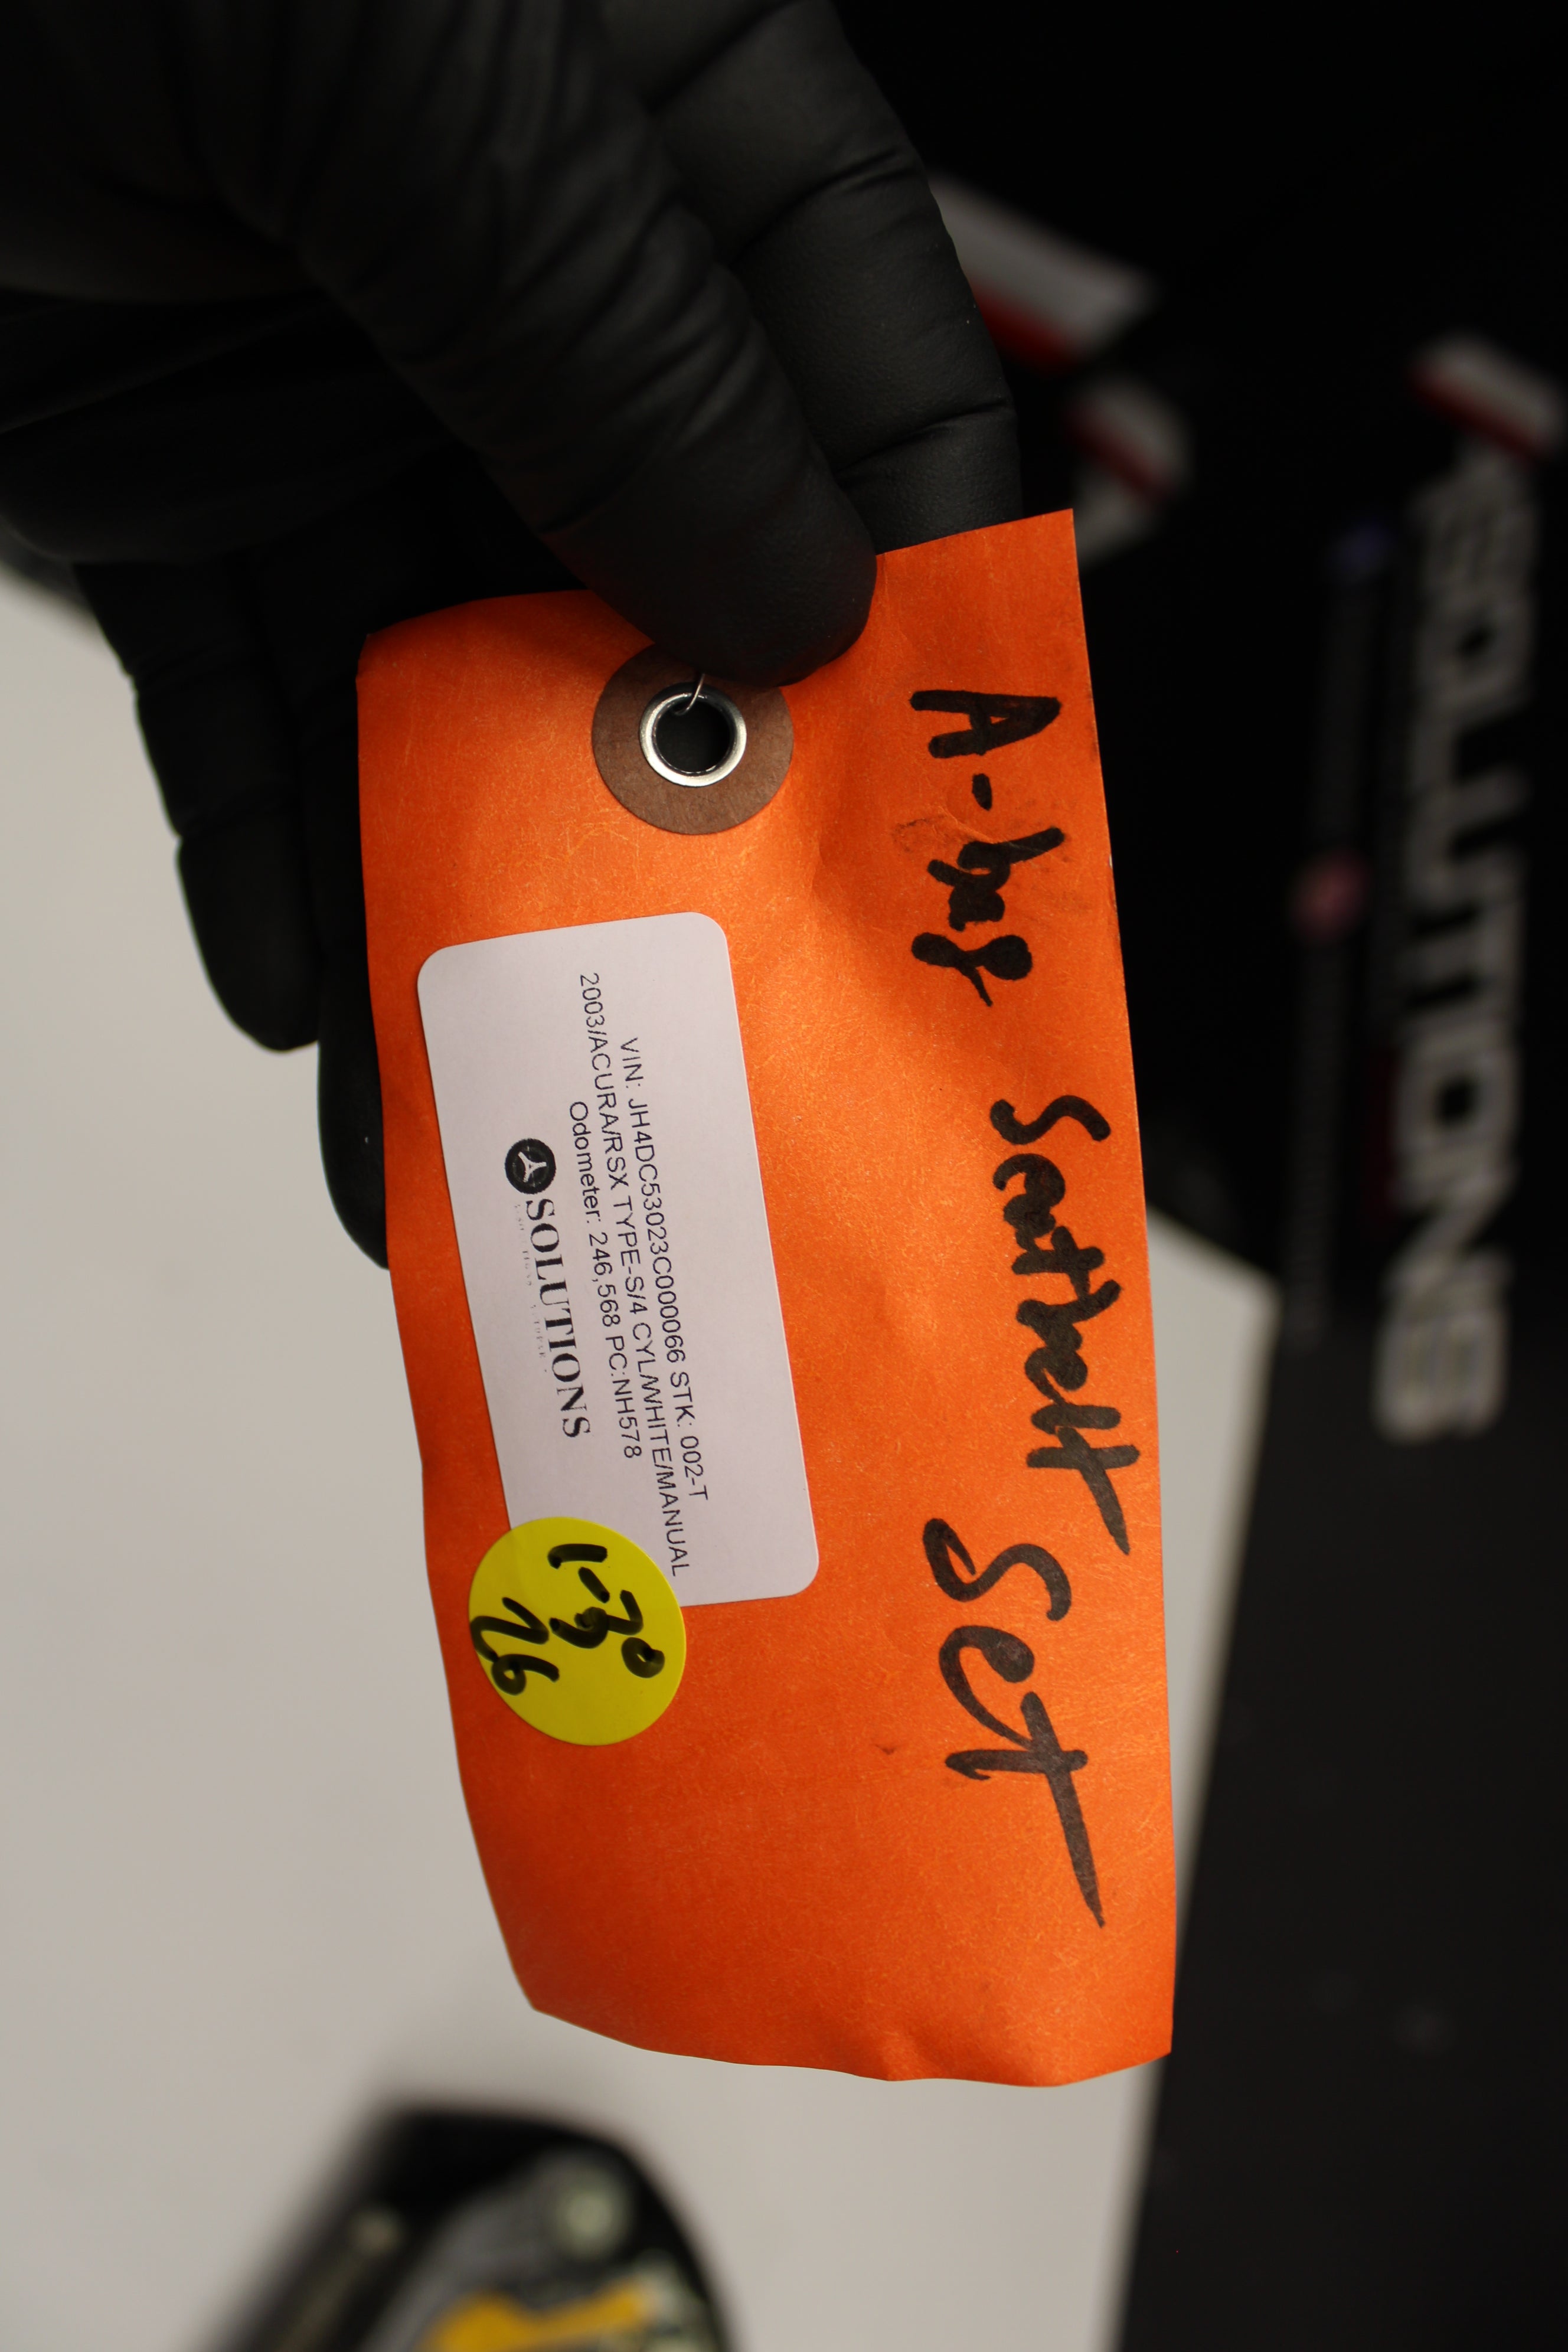 A-bag Seatbelt Set
VIN: JH4DC53023C000066 STK: 002-T
2003/ACURA/RSX TYPE-S/4 CYL/WHITE/MANUAL
Odometer: 246,568 PC:NH578
SOLUTIONS
1-30
26
SOLUTIONS